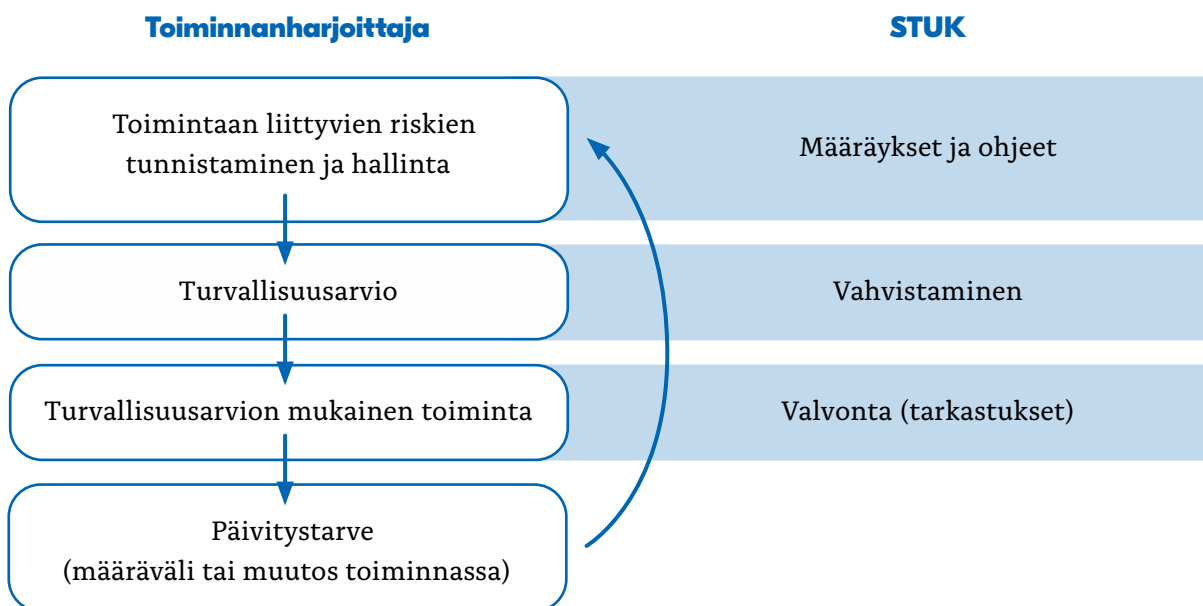 Toiminnanharjoittaja
STUK
Toimintaan liittyvien riskien
tunnistaminen ja hallinta
Määräykset ja ohjeet
Turvallisuusarvio
Vahvistaminen
Turvallisuusarvion mukainen toiminta
Valvonta (tarkastukset)
Päivitystarve
(määräväli tai muutos toiminnassa)